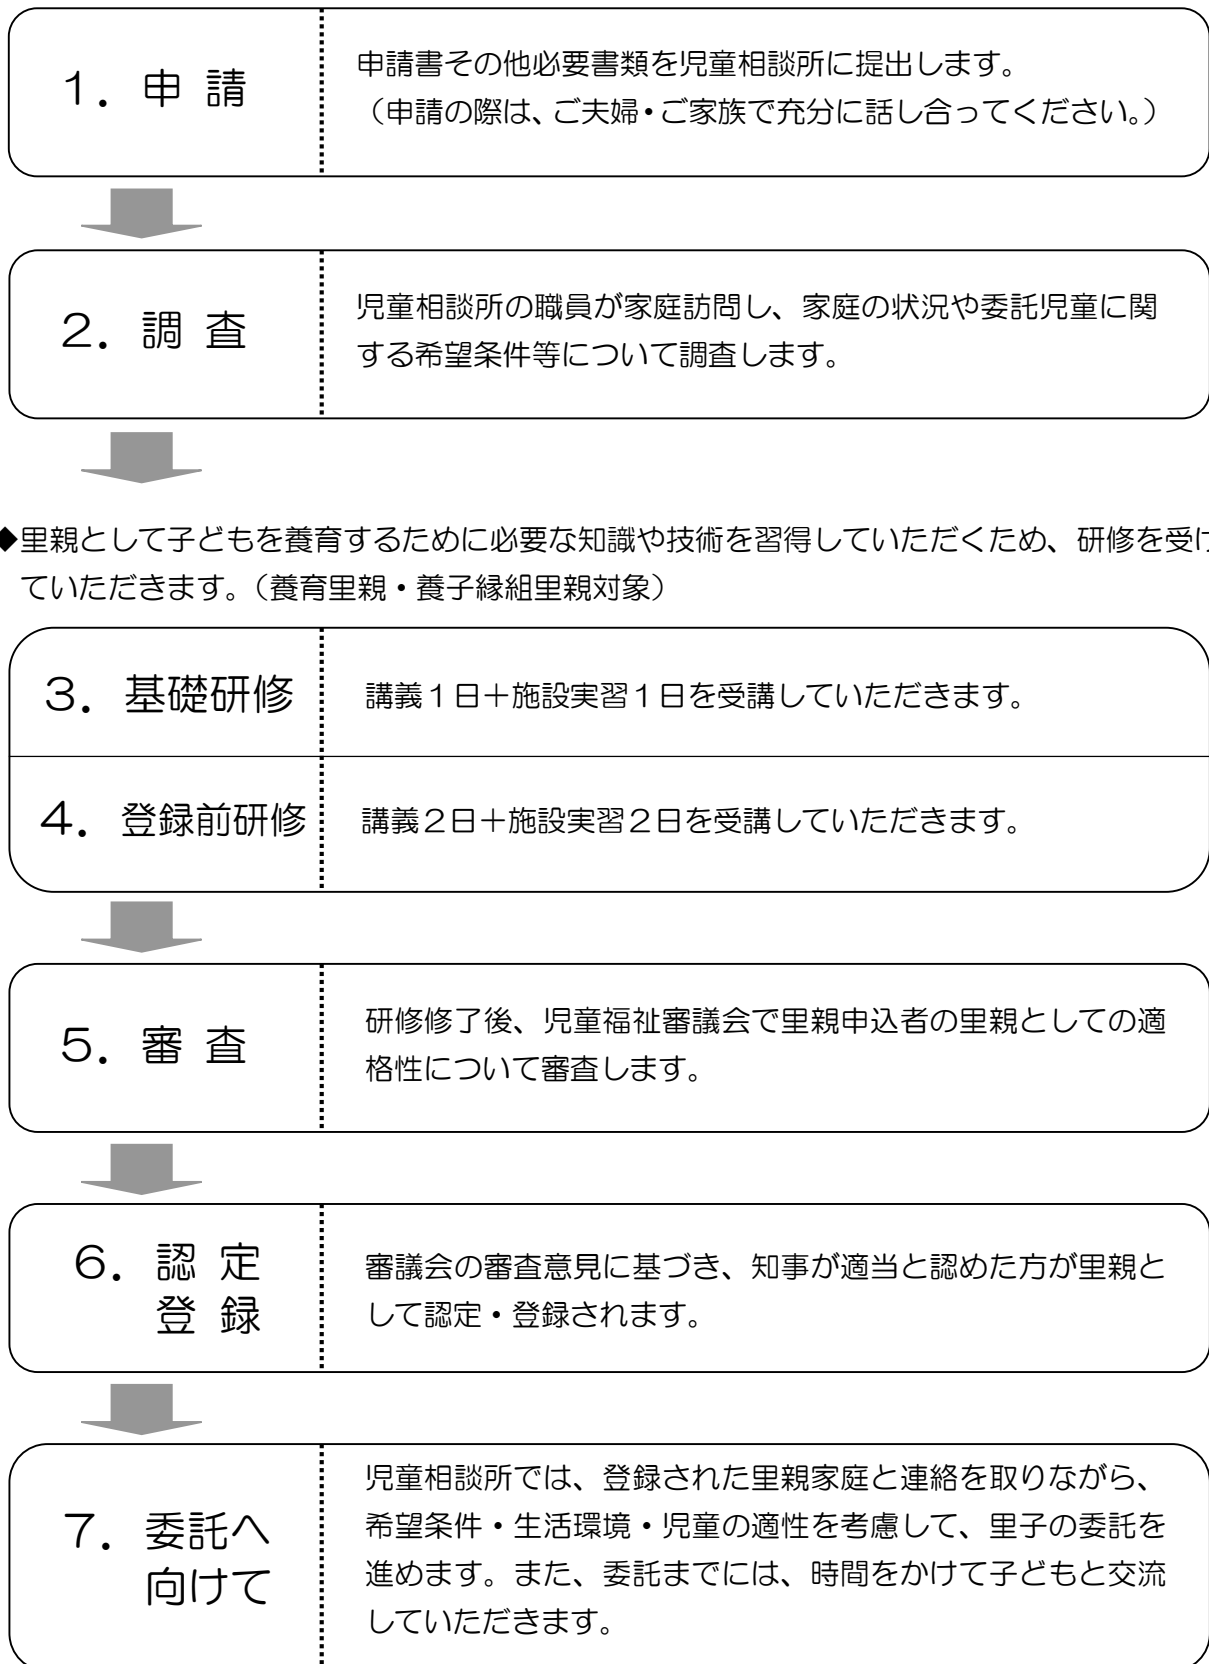 １．申 請
申請書その他必要書類を児童相談所に提出します。
（申請の際は、ご夫婦・ご家族で充分に話し合ってください。）
２．調 査
児童相談所の職員が家庭訪問し、家庭の状況や委託児童に関
する希望条件等について調査します。
◆里親として子どもを養育するために必要な知識や技術を習得していただくため、研修を受け
ていただきます。（養育里親・養子縁組里親対象）
３．基礎研修
講義１日＋施設実習１日を受講していただきます。
４．登録前研修
講義２日＋施設実習２日を受講していただきます。
５．審 査
研修修了後、児童福祉審議会で里親申込者の里親としての適
格性について審査します。
６．認 定
登 録
審議会の審査意見に基づき、知事が適当と認めた方が里親と
して認定・登録されます。
７．委託へ
向けて
児童相談所では、登録された里親家庭と連絡を取りながら、
希望条件・生活環境・児童の適性を考慮して、里子の委託を
進めます。また、委託までには、時間をかけて子どもと交流
していただきます。